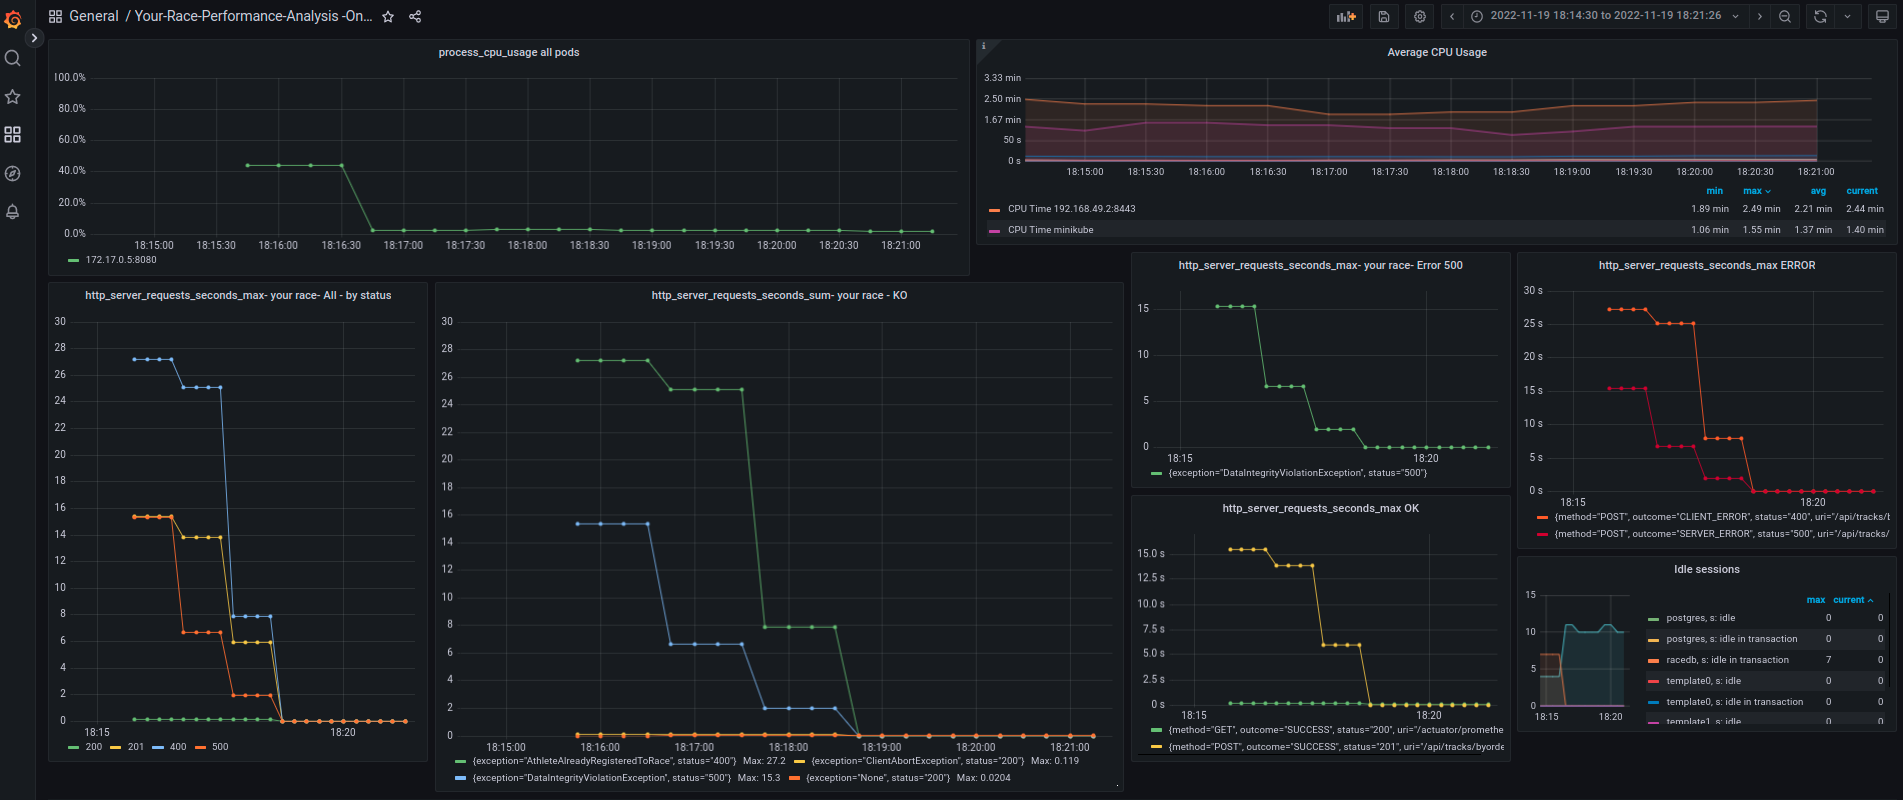 General / Your-Race-Performance-Analysis -On...
2022-11-19 18:14:30 to 2022-11-19 18:21:26
process_cpu_usage all pods
100.0%
80.0%
60.0%
40.0%
20.0%
0.0%
18:15:00 18:15:30 18:16:00 18:16:30 18:17:00 18:17:30 18:18:00 18:18:30 18:19:00 18:19:30 18:20:00 18:20:30 18:21:00
172.17.0.5:8080
i
Average CPU Usage
3.33 min
2.50 min
1.67 min
50 s
0 s
18:15:00 18:15:30 18:16:00 18:16:30 18:17:00 18:17:30 18:18:00 18:18:30 18:19:00 18:19:30 18:20:00 18:20:30 18:21:00
min max avg current
CPU Time 192.168.49.2:8443 1.89 min 2.49 min 2.21 min 2.44 min
CPU Time minikube 1.06 min 1.55 min 1.37 min 1.40 min
http_server_requests_seconds_max- your race- All - by status
30
28
26
24
22
20
18
16
14
12
10
8
6
4
2
0
18:15 18:20
200 201 400 500
http_server_requests_seconds_sum- your race - KO
30
28
26
24
22
20
18
16
14
12
10
8
6
4
2
0
18:15:00 18:16:00 18:17:00 18:18:00 18:19:00 18:20:00 18:21:00
{exception="AthleteAlreadyRegisteredToRace", status="400"} Max: 27.2 {exception="ClientAbortException", status="200"} Max: 0.119
{exception="DataIntegrityViolationException", status="500"} Max: 15.3 {exception="None", status="200"} Max: 0.0204
http_server_requests_seconds_max- your race- Error 500
15
10
5
0
18:15 18:20
{exception="DataIntegrityViolationException", status="500"}
http_server_requests_seconds_max OK
15.0 s
12.5 s
10.0 s
7.5 s
5.0 s
2.5 s
0 s
18:15 18:20
{method="GET", outcome="SUCCESS", status="200", uri="/actuator/promethe
{method="POST", outcome="SUCCESS", status="201", uri="/api/tracks/byorde
http_server_requests_seconds_max ERROR
30 s
25 s
20 s
15 s
10 s
5 s
0 s
18:15 18:20
{method="POST", outcome="CLIENT_ERROR", status="400", uri="/api/tracks/
{method="POST", outcome="SERVER_ERROR", status="500", uri="/api/tracks/
Idle sessions
15
10
5
0
18:15 18:20
max current
postgres, s: idle 0 0
postgres, s: idle in transaction 0 0
racedb, s: idle in transaction 7 0
template0, s: idle 0 0
template0, s: idle in transaction 0 0
template1, s: idle 0 0